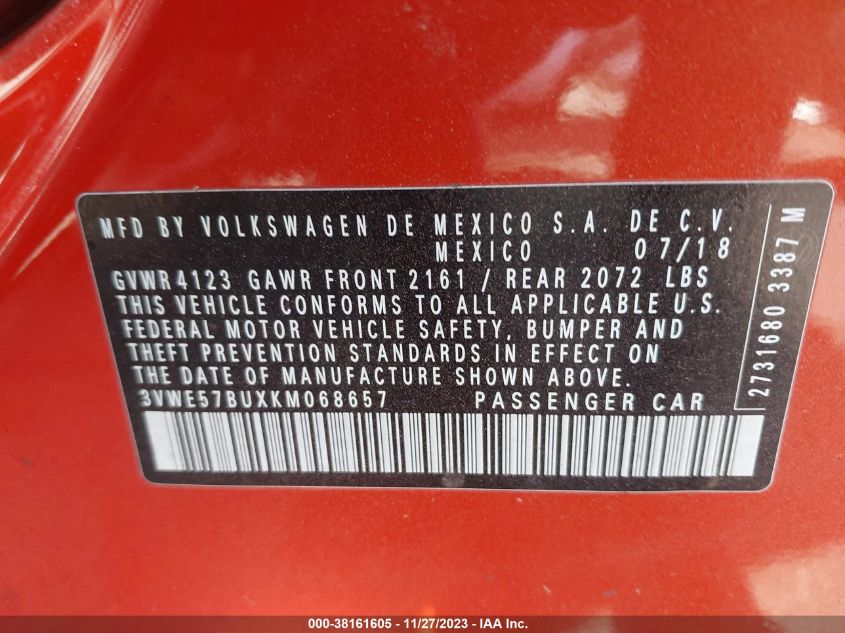 MFD BY VOLKSWAGEN DE MEXICO S.A. DE C.V.
MEXICO 07/18
GVWR 4123 GAWR FRONT 2161 / REAR 2072 LBS
THIS VEHICLE CONFORMS TO ALL APPLICABLE U.S.
FEDERAL MOTOR VEHICLE SAFETY, BUMPER AND
THEFT PREVENTION STANDARDS IN EFFECT ON
THE DATE OF MANUFACTURE SHOWN ABOVE.
3VWE57BUXKM068657 PASSENGER CAR
2731680 3387 M
000-38161605 - 11/27/2023 - IAA Inc.